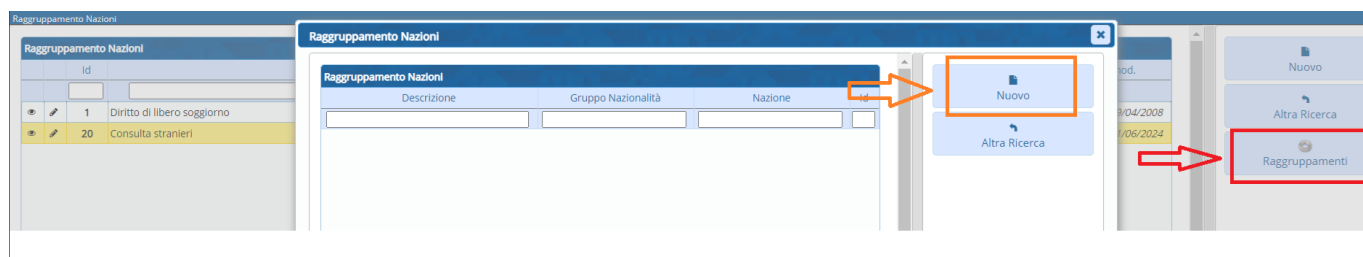 Raggruppamento Nazioni
Raggruppamento Nazioni
Id
1 Diritto di libero soggiorno
20 Consulta stranieri
Raggruppamento Nazioni
Raggruppamento Nazioni
Descrizione Gruppo Nazionalità Nazione Id
Nuovo
Altra Ricerca
mod.
9/04/2008
1/06/2024
Nuovo
Altra Ricerca
Raggruppamenti